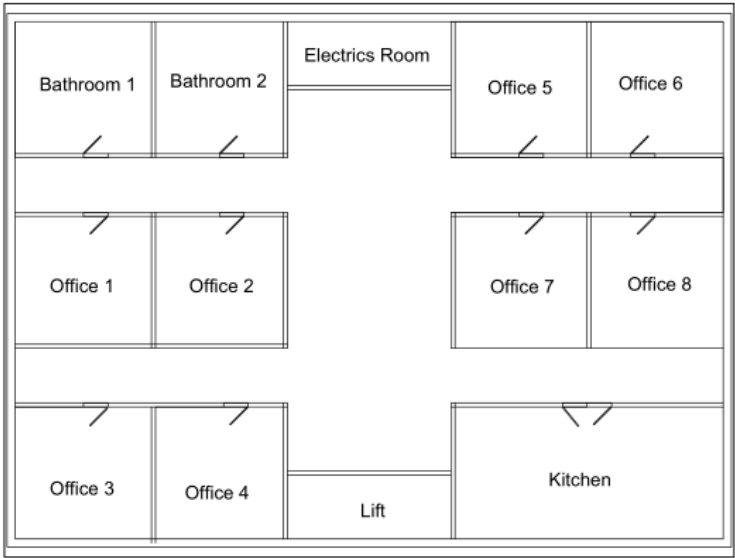 Bathroom 1
Bathroom 2
Electrics Room
Office 5
Office 6
Office 1
Office 2
Office 7
Office 8
Office 3
Office 4
Lift
Kitchen